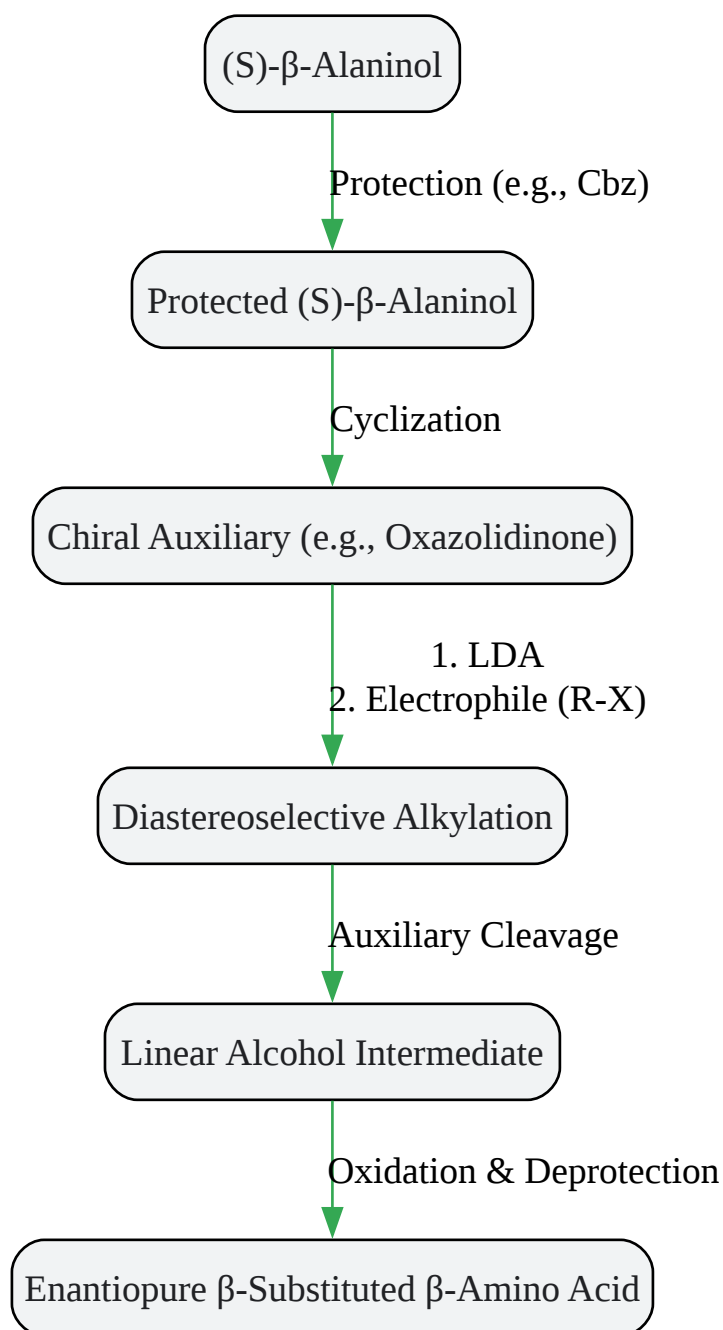 (S)-β-Alaninol
Protection (e.g., Cbz)
Protected (S)-β-Alaninol
Cyclization
Chiral Auxiliary (e.g., Oxazolidinone)
1. LDA
2. Electrophile (R-X)
Diastereoselective Alkylation
Auxiliary Cleavage
Linear Alcohol Intermediate
Oxidation & Deprotection
Enantiopure β-Substituted β-Amino Acid